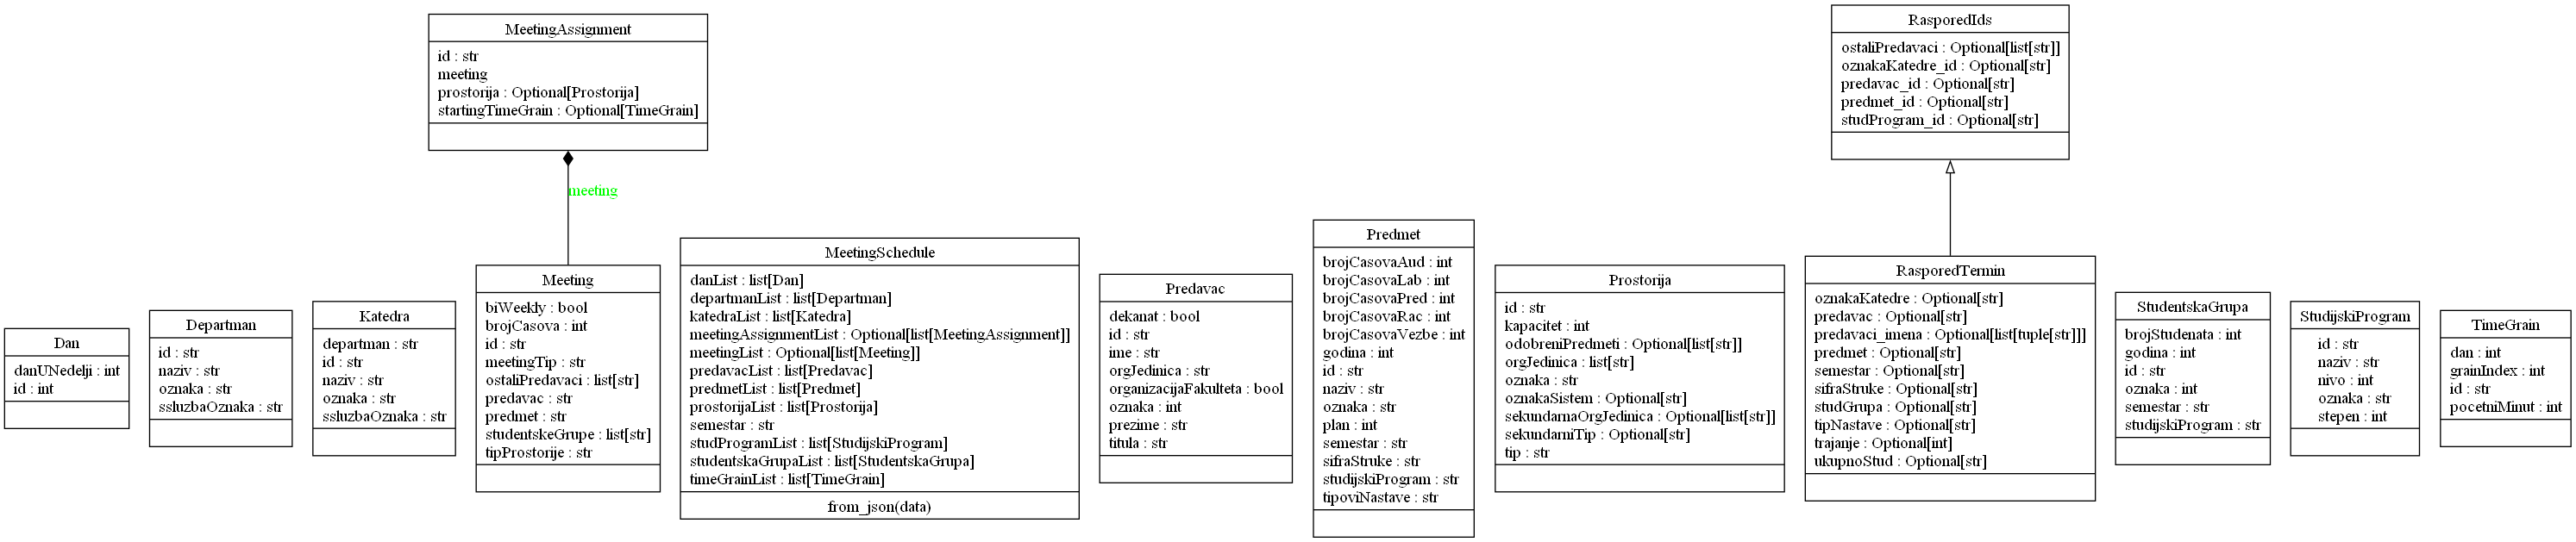 MeetingAssignment
id : str
meeting
prostorija : Optional[Prostorija]
startingTimeGrain : Optional[TimeGrain]
RasporedIds
ostaliPredavaci : Optional[list[str]]
oznakaKatedre_id : Optional[str]
predavac_id : Optional[str]
predmet_id : Optional[str]
studProgram_id : Optional[str]
meeting
Dan
danUNedelji : int
id : int
Departman
id : str
naziv : str
oznaka : str
ssluzbaOznaka : str
Katedra
departman : str
id : str
naziv : str
oznaka : str
ssluzbaOznaka : str
Meeting
biWeekly : bool
brojCasova : int
id : str
meetingTip : str
ostaliPredavaci : list[str]
predavac : str
predmet : str
studentskeGrupe : list[str]
tipProstorije : str
MeetingSchedule
danList : list[Dan]
departmanList : list[Departman]
katedraList : list[Katedra]
meetingAssignmentList : Optional[list[MeetingAssignment]]
meetingList : Optional[list[Meeting]]
predavacList : list[Predavac]
predmetList : list[Predmet]
prostorijaList : list[Prostorija]
semestar : str
studProgramList : list[StudijskiProgram]
studentskaGrupaList : list[StudentskaGrupa]
timeGrainList : list[TimeGrain]
from_json(data)
Predavac
dekanat : bool
id : str
ime : str
orgJedinica : str
organizacijaFakulteta : bool
oznaka : int
prezime : str
titula : str
Predmet
brojCasovaAud : int
brojCasovaLab : int
brojCasovaPred : int
brojCasovaRac : int
brojCasovaVezbe : int
godina : int
id : str
naziv : str
oznaka : str
plan : int
semestar : str
sifraStruke : str
studijskiProgram : str
tipoviNastave : str
Prostorija
id : str
kapacitet : int
odobreniPredmeti : Optional[list[str]]
orgJedinica : list[str]
oznaka : str
oznakaSistem : Optional[str]
sekundarnaOrgJedinica : Optional[list[str]]
sekundarniTip : Optional[str]
tip : str
RasporedTermin
oznakaKatedre : Optional[str]
predavac : Optional[str]
predavaci_imena : Optional[list[tuple[str]]]
predmet : Optional[str]
semestar : Optional[str]
sifraStruke : Optional[str]
studGrupa : Optional[str]
tipNastave : Optional[str]
trajanje : Optional[int]
ukupnoStud : Optional[str]
StudentskaGrupa
brojStudenata : int
godina : int
id : str
oznaka : int
semestar : str
studijskiProgram : str
StudijskiProgram
id : str
naziv : str
nivo : int
oznaka : str
stepen : int
TimeGrain
dan : int
grainIndex : int
id : str
pocetniMinut : int